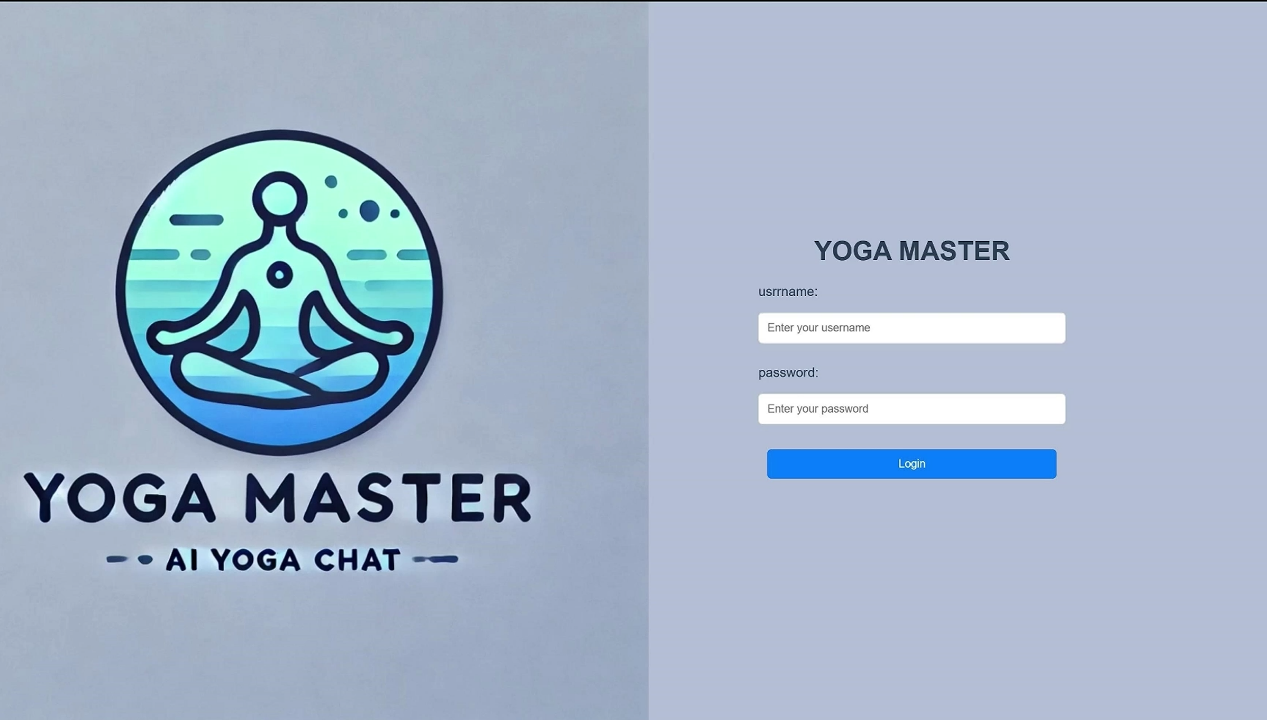 YOGA MASTER
AI YOGA CHAT
YOGA MASTER
usrrname:
Enter your username
password:
Enter your password
Login